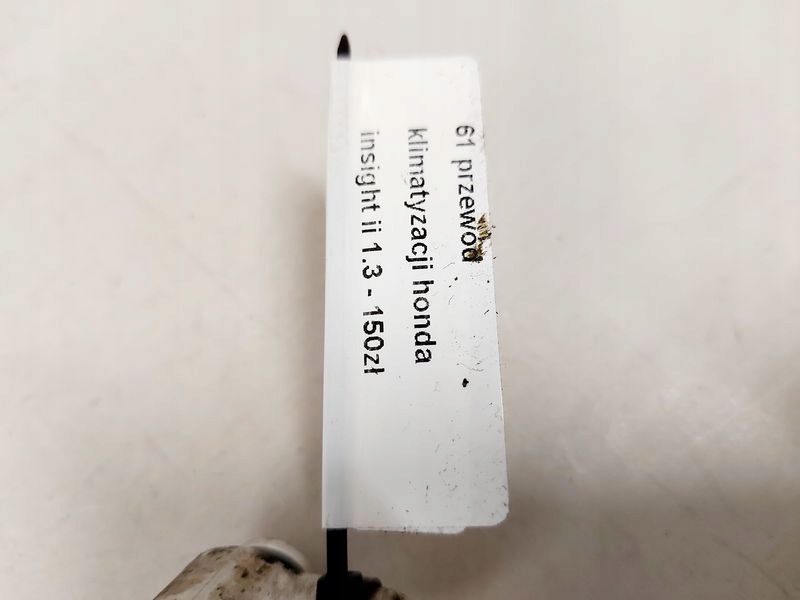 61 przewód
klimatyzacji honda
insight ii 1.3 - 150zł